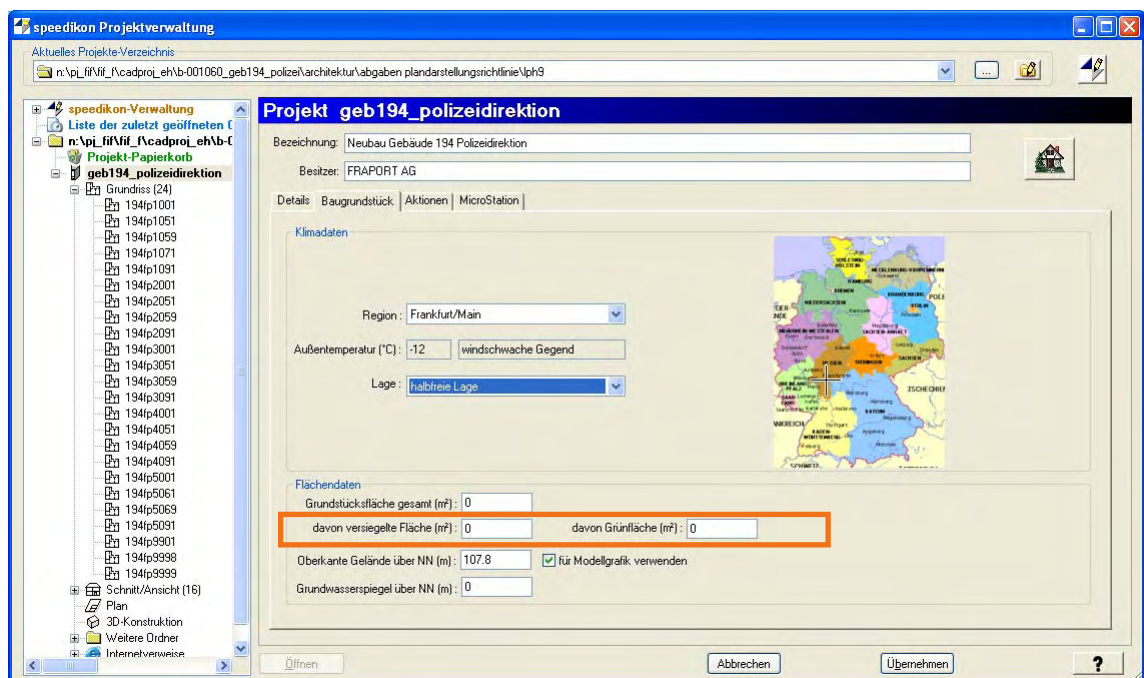 speedikon Projektverwaltung
Aktuelles Projekte-Verzeichnis
n:\pj_fif\fif_f\cadproj_eh\b-001060_geb194_polizei\architektur\abgaben plandarstellungsrichtlinie\lph9
...
speedikon-Verwaltung
Liste der zuletzt geöffneten
n:\pj_fif\fif_f\cadproj_eh\b-
Projekt-Papierkorb
geb194_polizeidirektion
Grundriss (24)
194fp1001
194fp1051
194fp1059
194fp1071
194fp1091
194fp2001
194fp2051
194fp2059
194fp2091
194fp3001
194fp3051
194fp3059
194fp3091
194fp4001
194fp4051
194fp4059
194fp4091
194fp5001
194fp5061
194fp5069
194fp5091
194fp9901
194fp9998
194fp9999
Schnitt/Ansicht (16)
Plan
3D-Konstruktion
Weitere Ordner
Internetverweise
Projekt geb194_polizeidirektion
Bezeichnung: Neubau Gebäude 194 Polizeidirektion
Besitzer: FRAPORT AG
Details Baugrundstück Aktionen MicroStation
Klimadaten
Region : Frankfurt/Main
Außentemperatur (°C) : -12 windschwache Gegend
Lage : halbfreie Lage
Flächendaten
Grundstücksfläche gesamt (m²) : 0
davon versiegelte Fläche (m²) : 0 davon Grünfläche (m²) : 0
Oberkante Gelände über NN (m) : 107.8 für Modellgrafik verwenden
Grundwasserspiegel über NN (m) : 0
Öffnen Abbrechen Übernehmen ?